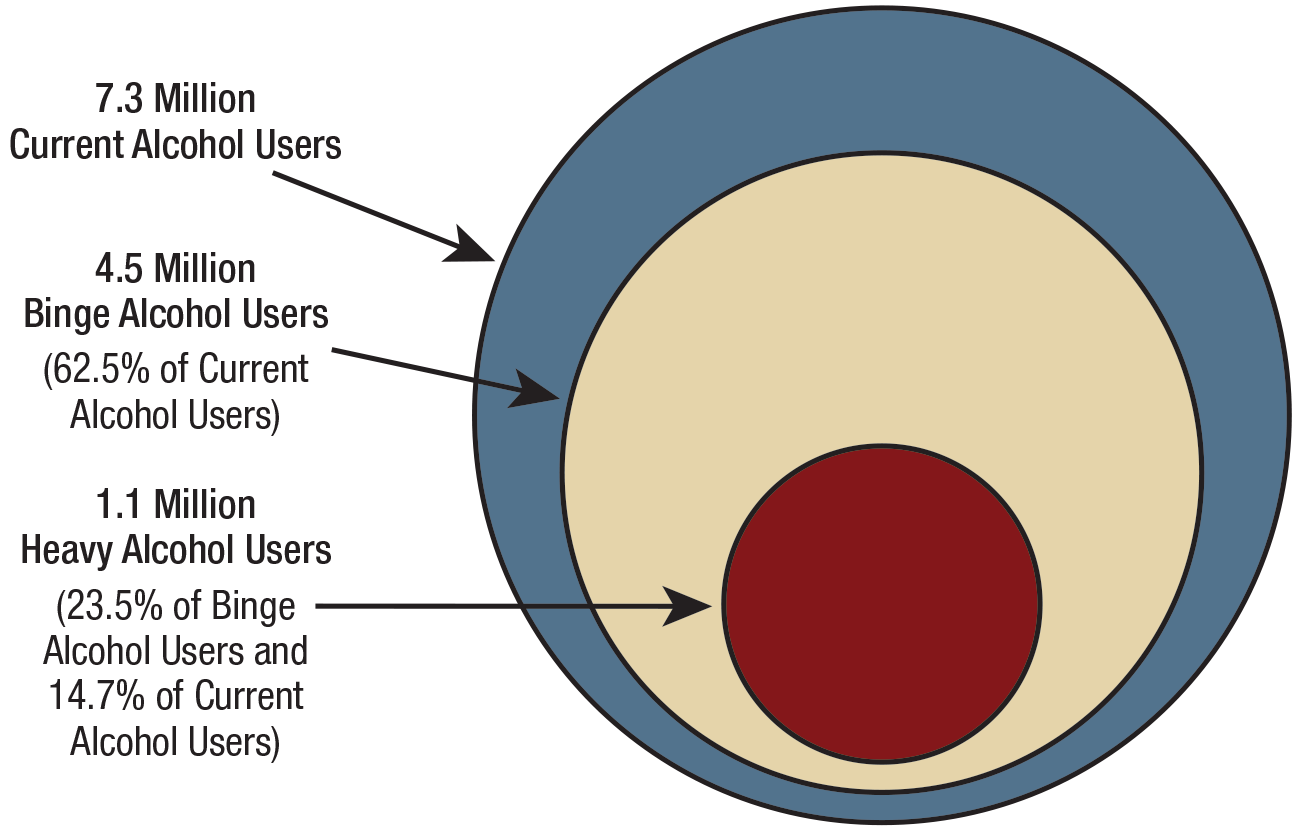 7.3 Million
Current Alcohol Users
4.5 Million
Binge Alcohol Users
(62.5% of Current
Alcohol Users)
1.1 Million
Heavy Alcohol Users
(23.5% of Binge
Alcohol Users and
14.7% of Current
Alcohol Users)